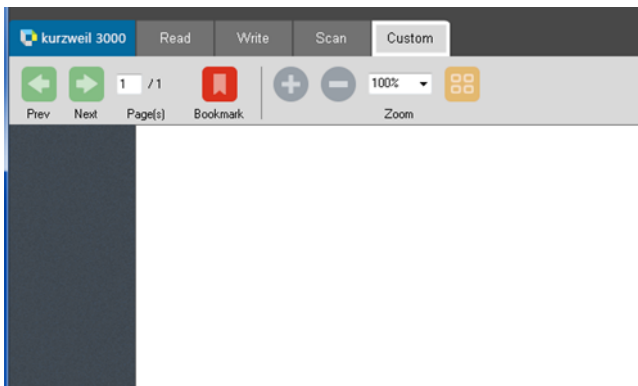 kurzweil 3000 Read Write Scan Custom
1 /1 100%
Prev Next Page(s) Bookmark Zoom